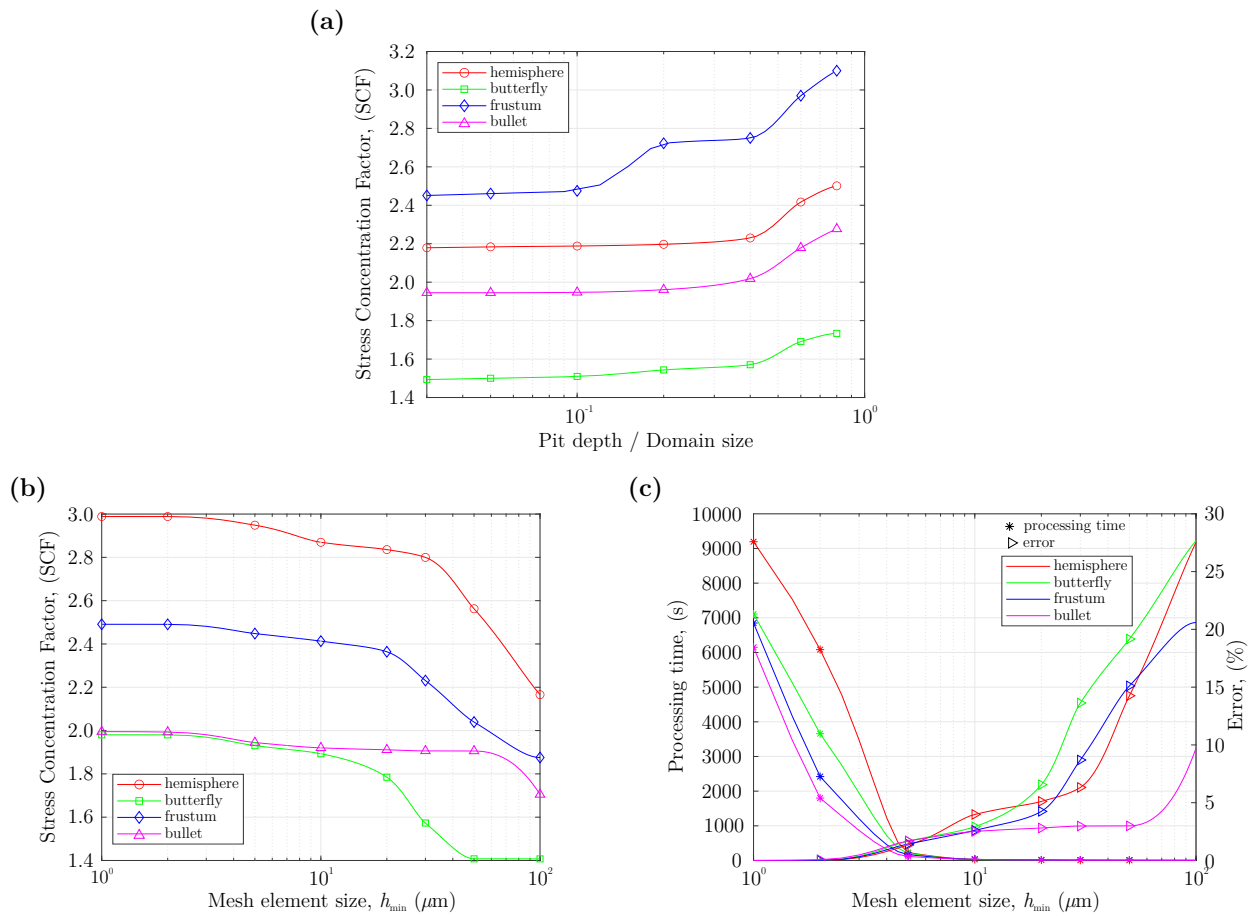 (a)
3.2
3.0
2.8
2.6
2.4
2.2
2.0
1.8
1.6
1.4
Stress Concentration Factor, (SCF)
hemisphere
butterfly
frustum
bullet
10⁻¹
10⁰
Pit depth / Domain size
(b)
3.0
2.8
2.6
2.4
2.2
2.0
1.8
1.6
1.4
Stress Concentration Factor, (SCF)
hemisphere
butterfly
frustum
bullet
10⁰
10¹
10²
Mesh element size, hₘᵢₙ (μm)
(c)
10000
9000
8000
7000
6000
5000
4000
3000
2000
1000
0
Processing time, (s)
processing time
error
hemisphere
butterfly
frustum
bullet
30
25
20
15
10
5
0
Error, (%)
10⁰
10¹
10²
Mesh element size, hₘᵢₙ (μm)